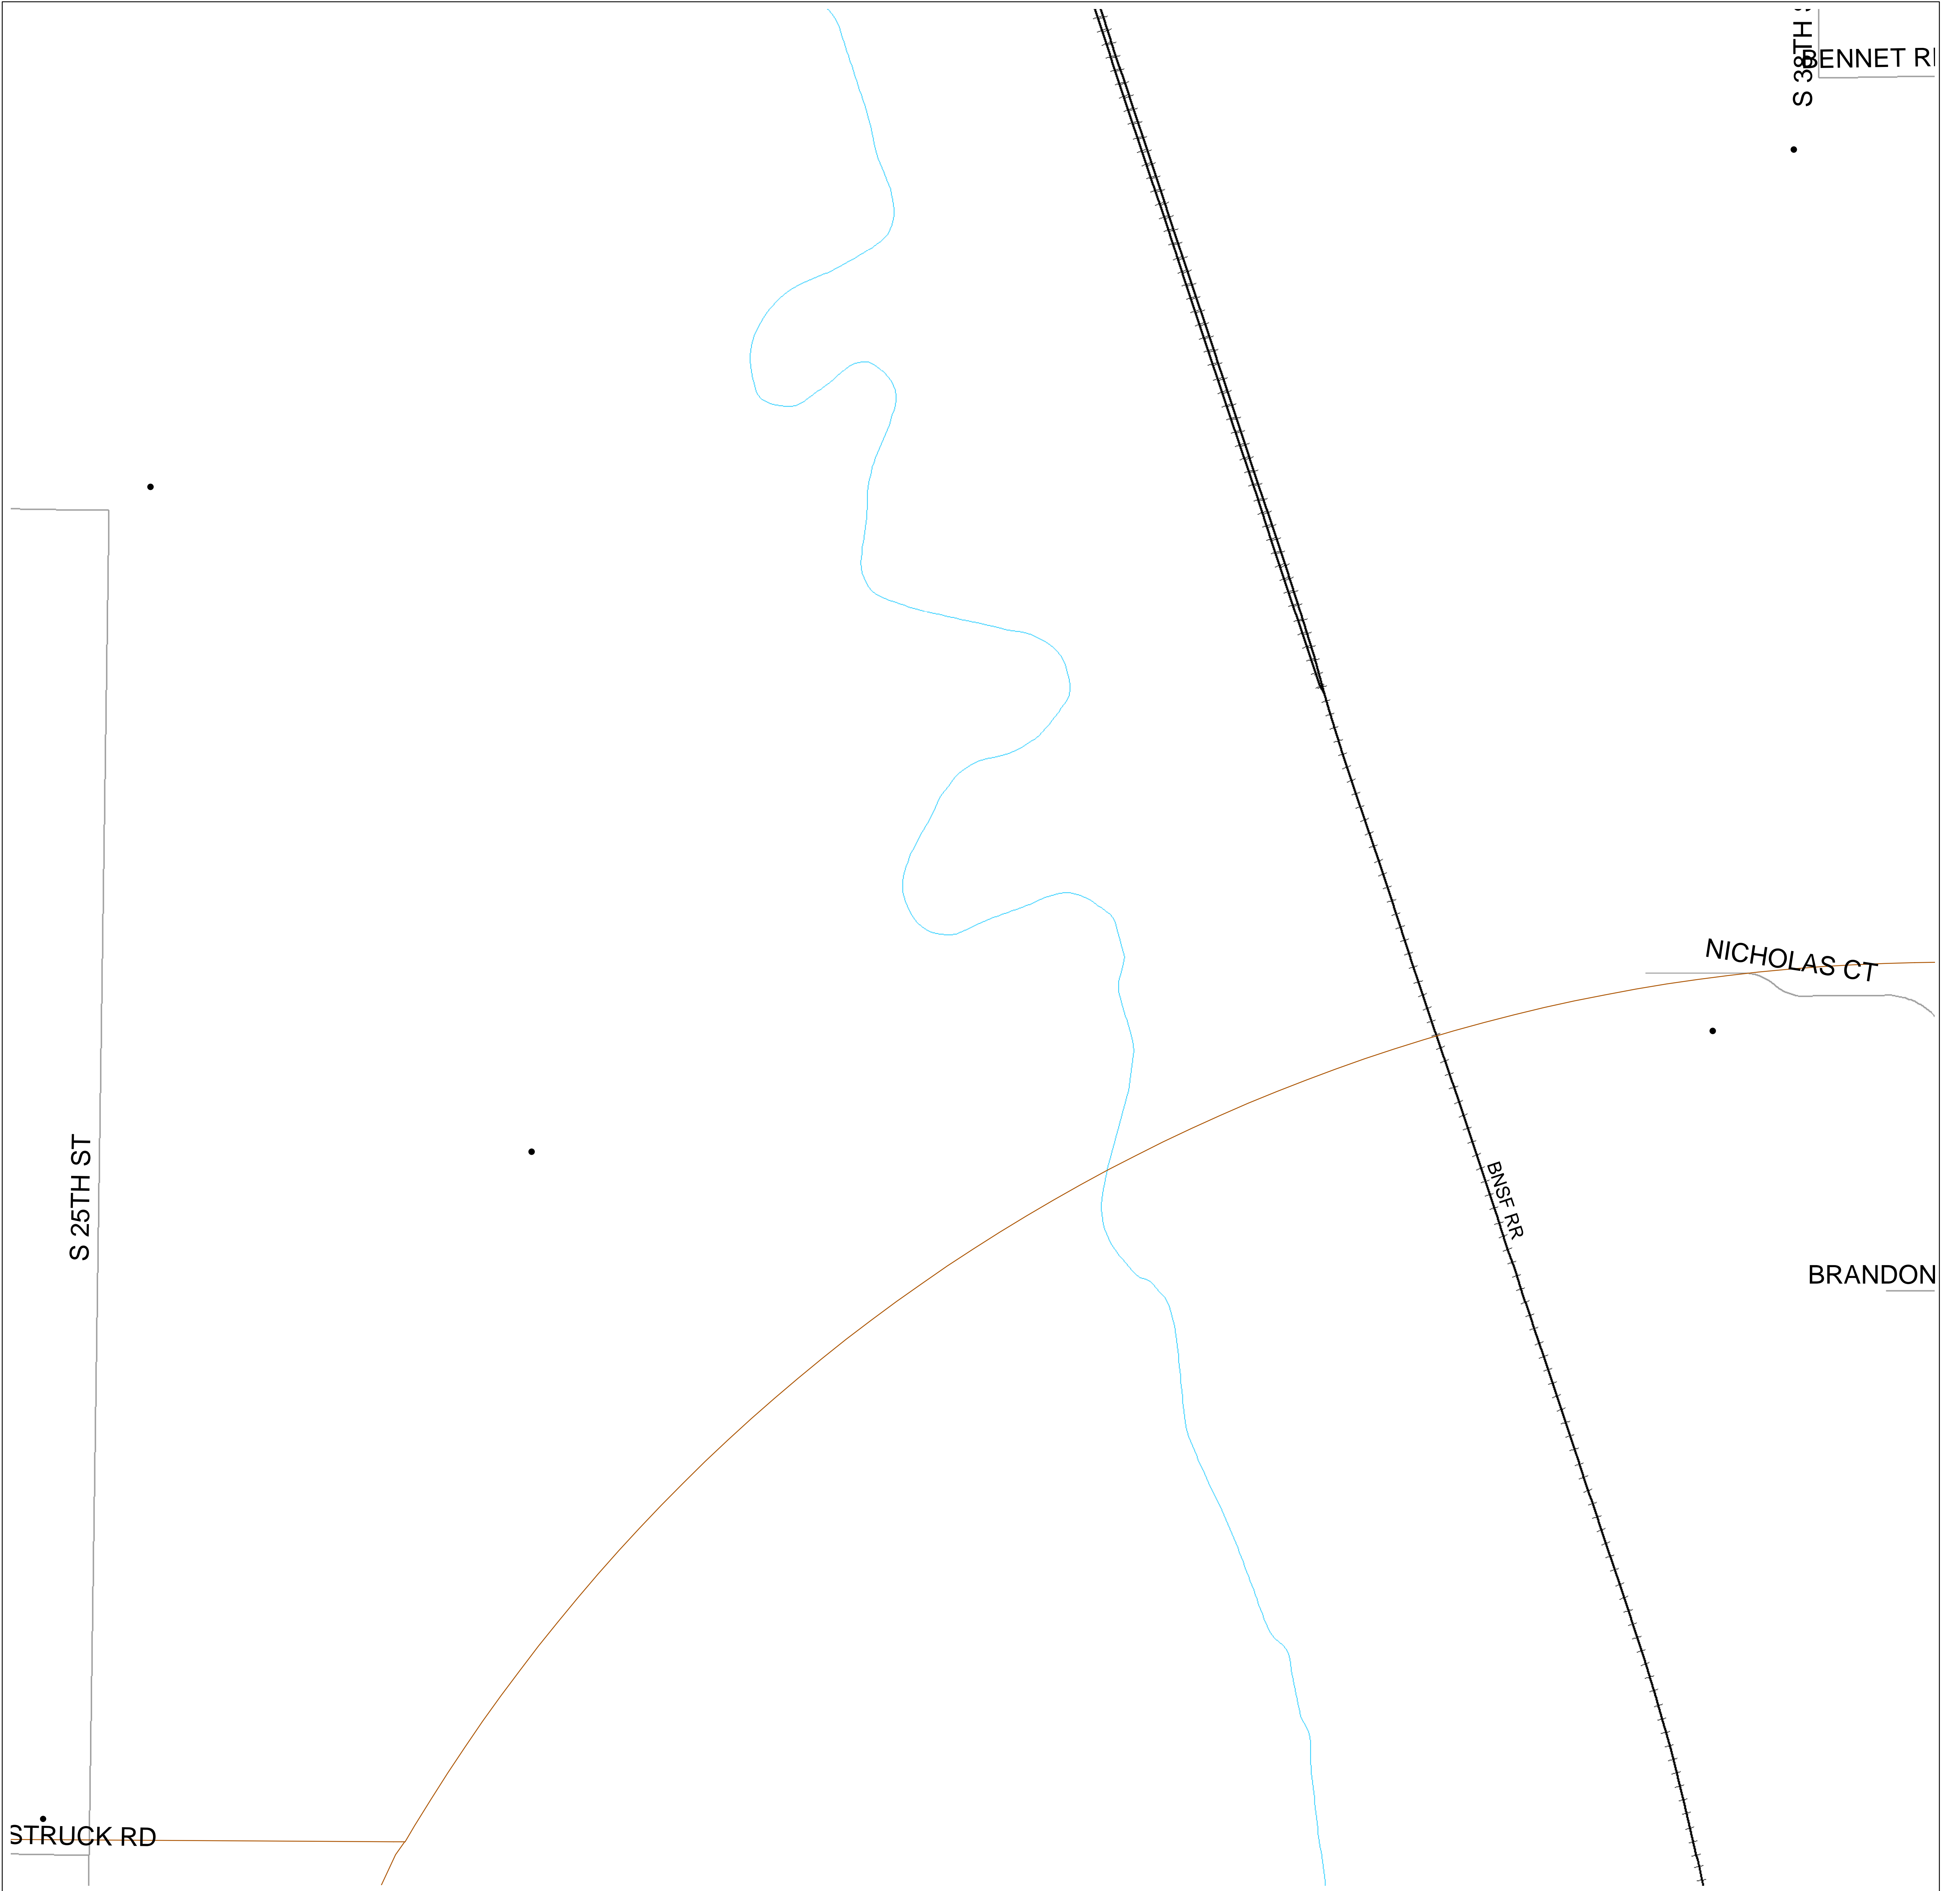 S 38TH
BENNET
NICHOLAS CT
S 25TH ST
BNSF RR
BRANDON
STRUCK RD